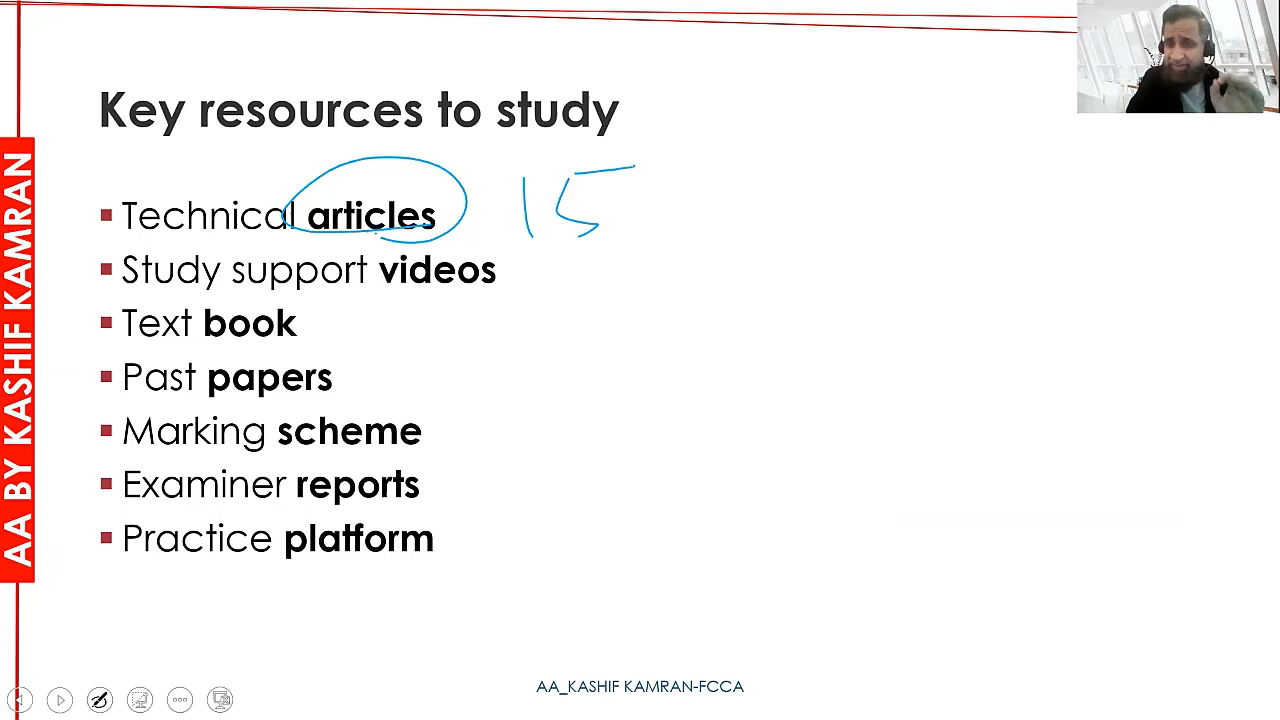 Key resources to study
Technical articles 15
Study support videos
Text book
Past papers
Marking scheme
Examiner reports
Practice platform
AA BY KASHIF KAMRAN
AA_KASHIF KAMRAN-FCCA